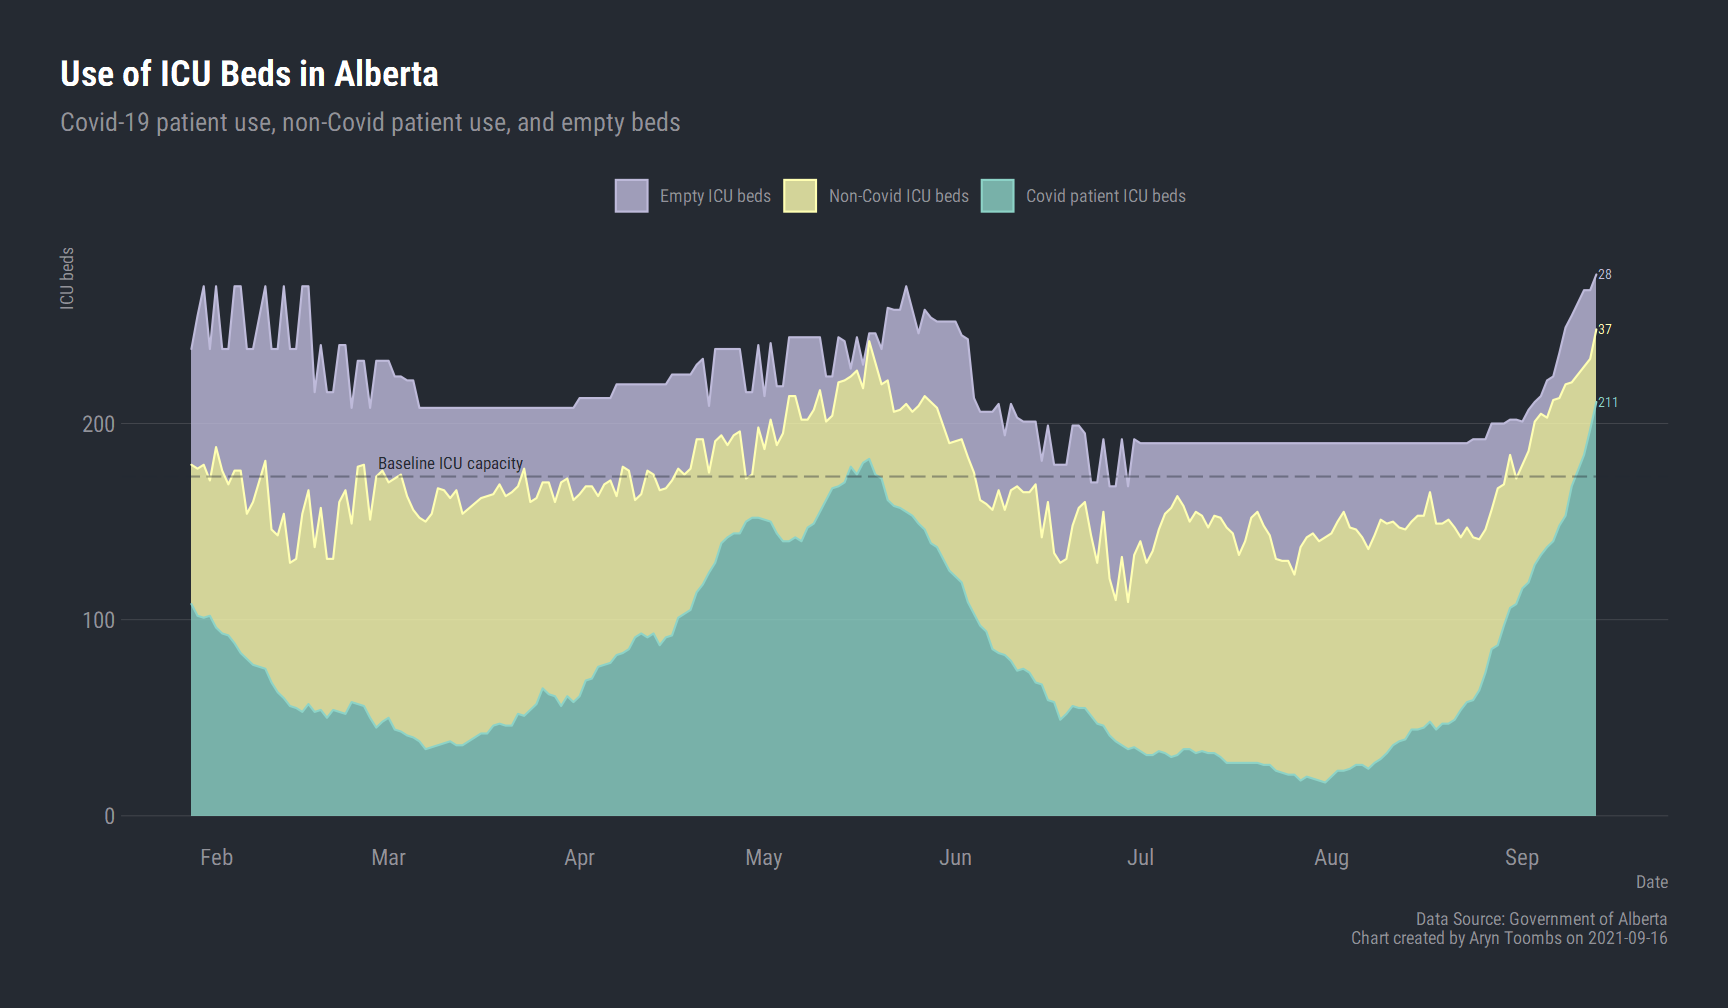 Use of ICU Beds in Alberta
Covid-19 patient use, non-Covid patient use, and empty beds
Empty ICU beds
Non-Covid ICU beds
Covid patient ICU beds
ICU beds
28
37
211
200
Baseline ICU capacity
100
0
Feb
Mar
Apr
May
Jun
Jul
Aug
Sep
Date
Data Source: Government of Alberta
Chart created by Aryn Toombs on 2021-09-16